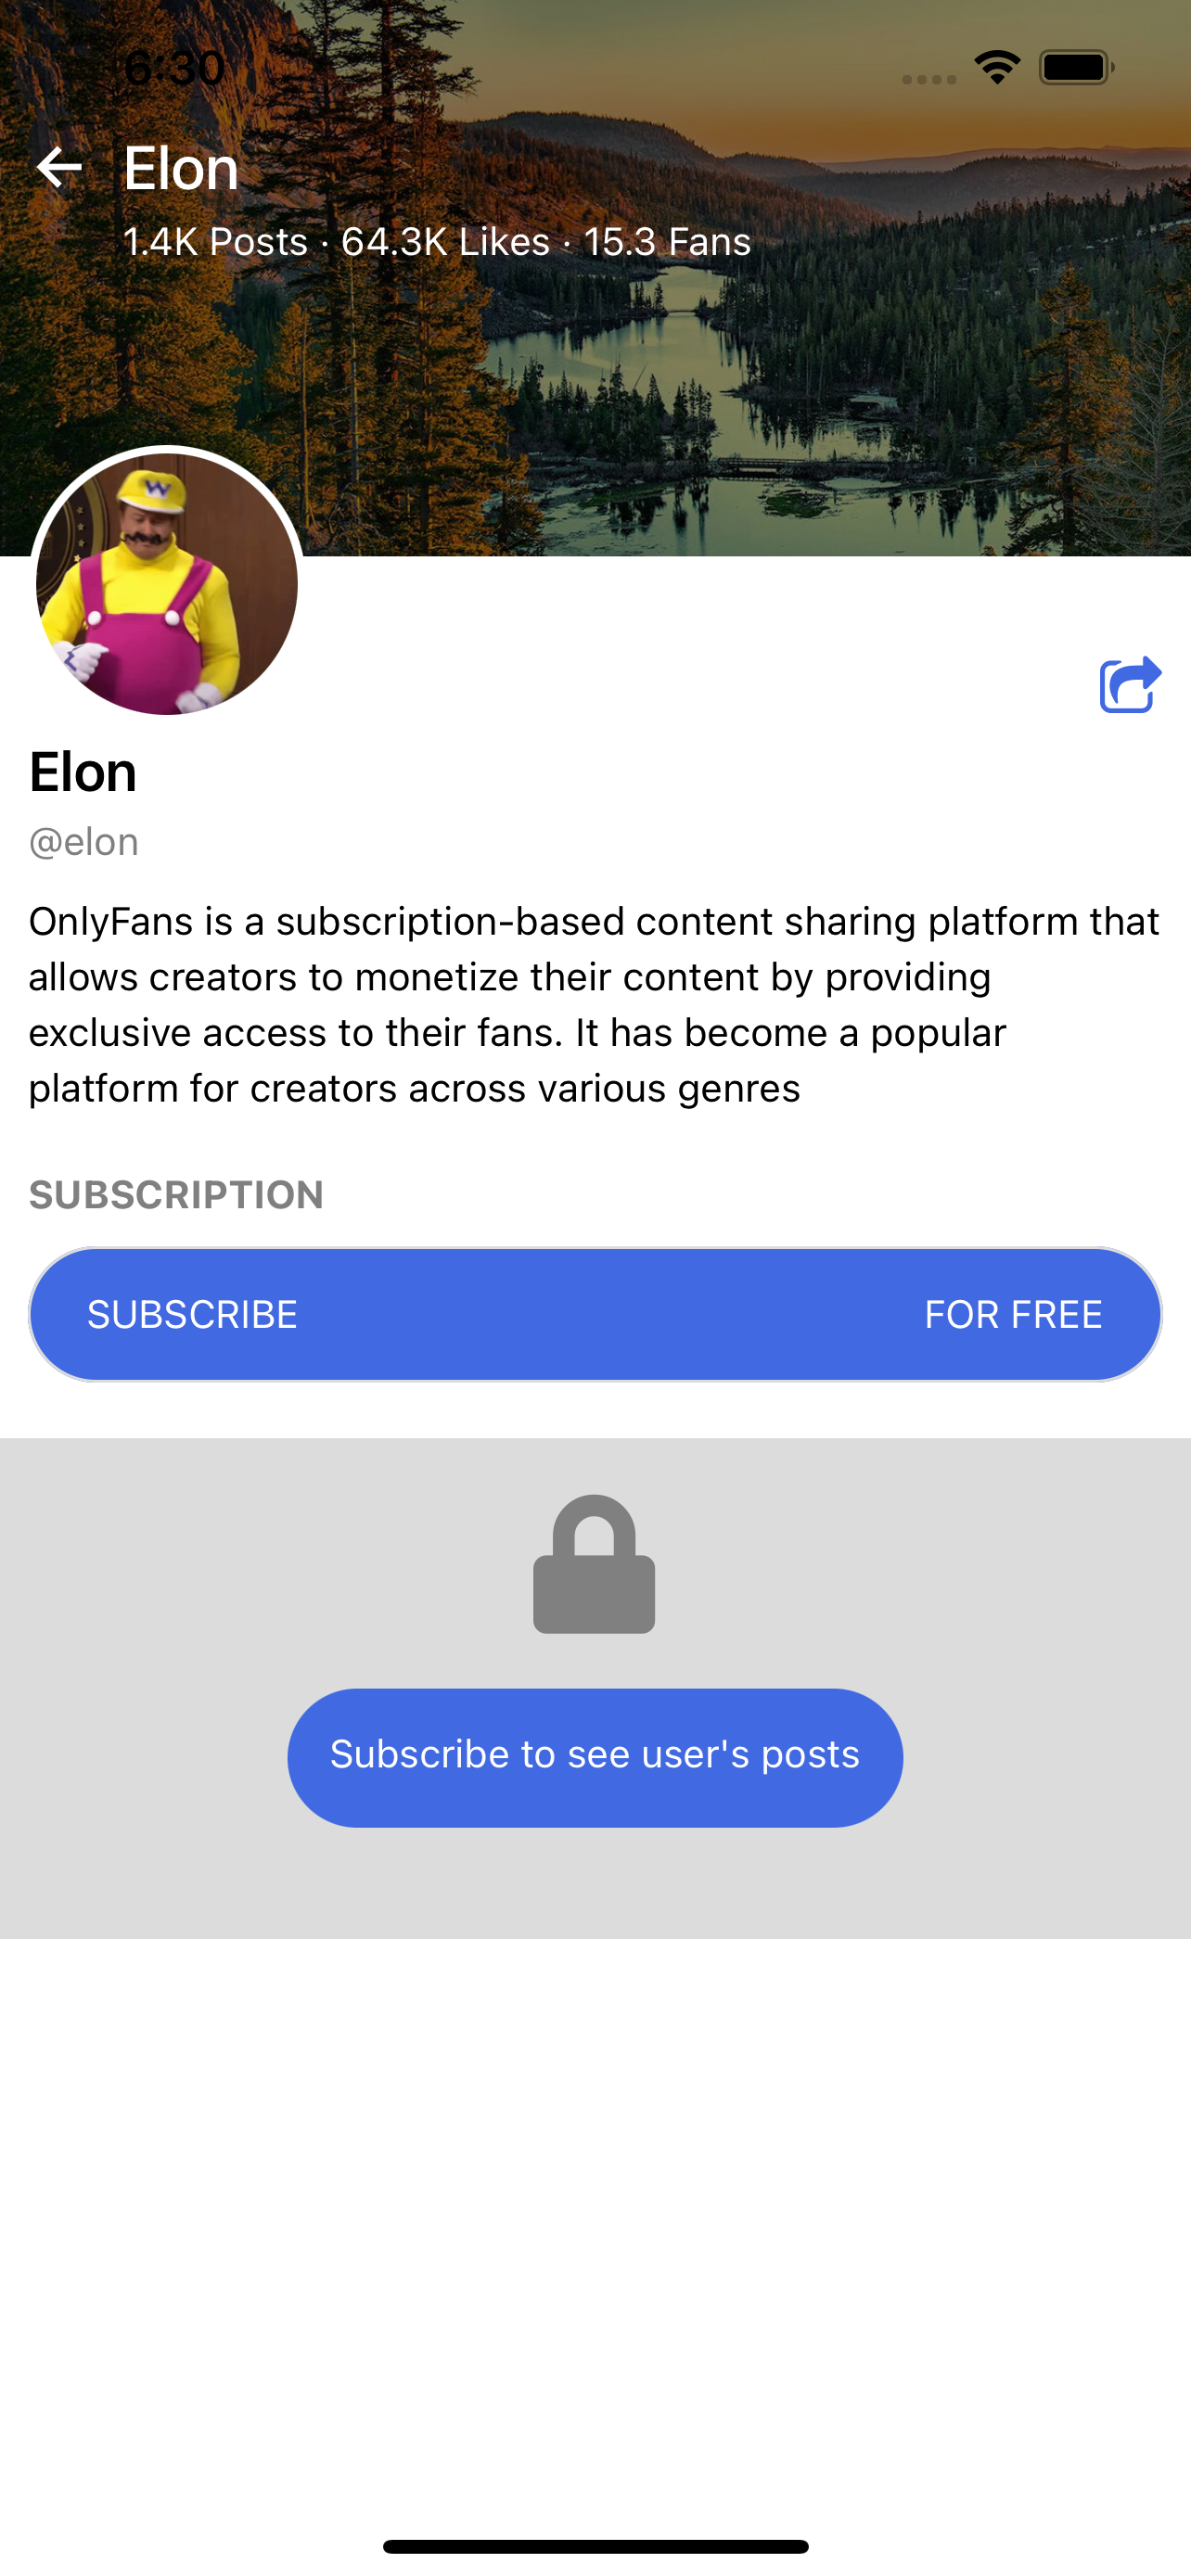 6:30
Elon
1.4K Posts · 64.3K Likes · 15.3 Fans
W
Elon
@elon
OnlyFans is a subscription-based content sharing platform that
allows creators to monetize their content by providing
exclusive access to their fans. It has become a popular
platform for creators across various genres
SUBSCRIPTION
SUBSCRIBE FOR FREE
Subscribe to see user's posts